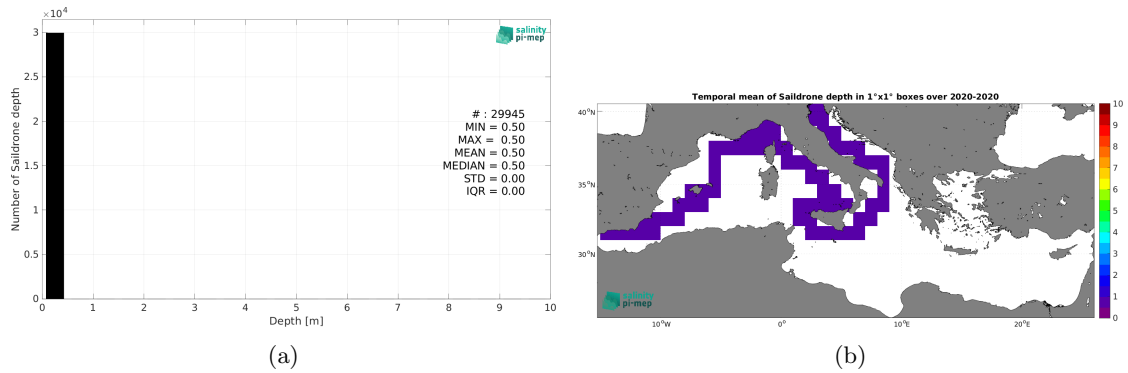 3 ×10⁴
2.5
2
1.5
1
0.5
0
Number of Saildrone depth
salinity
pi-mep
# : 29945
MIN = 0.50
MAX = 0.50
MEAN = 0.50
MEDIAN = 0.50
STD = 0.00
IQR = 0.00
0 1 2 3 4 5 6 7 8 9 10
Depth [m]
(a)
Temporal mean of Saildrone depth in 1°x1° boxes over 2020-2020
40°N
35°N
30°N
salinity
pi-mep
10°W 0° 10°E 20°E
10
9
8
7
6
5
4
3
2
1
0
(b)